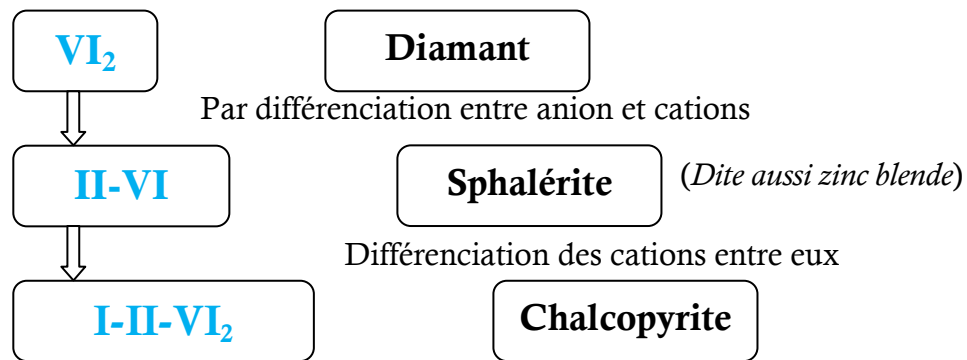 VI₂ Diamant
Par différenciation entre anion et cations
II-VI Sphalérite (Dite aussi zinc blende)
Différenciation des cations entre eux
I-II-VI₂ Chalcopyrite